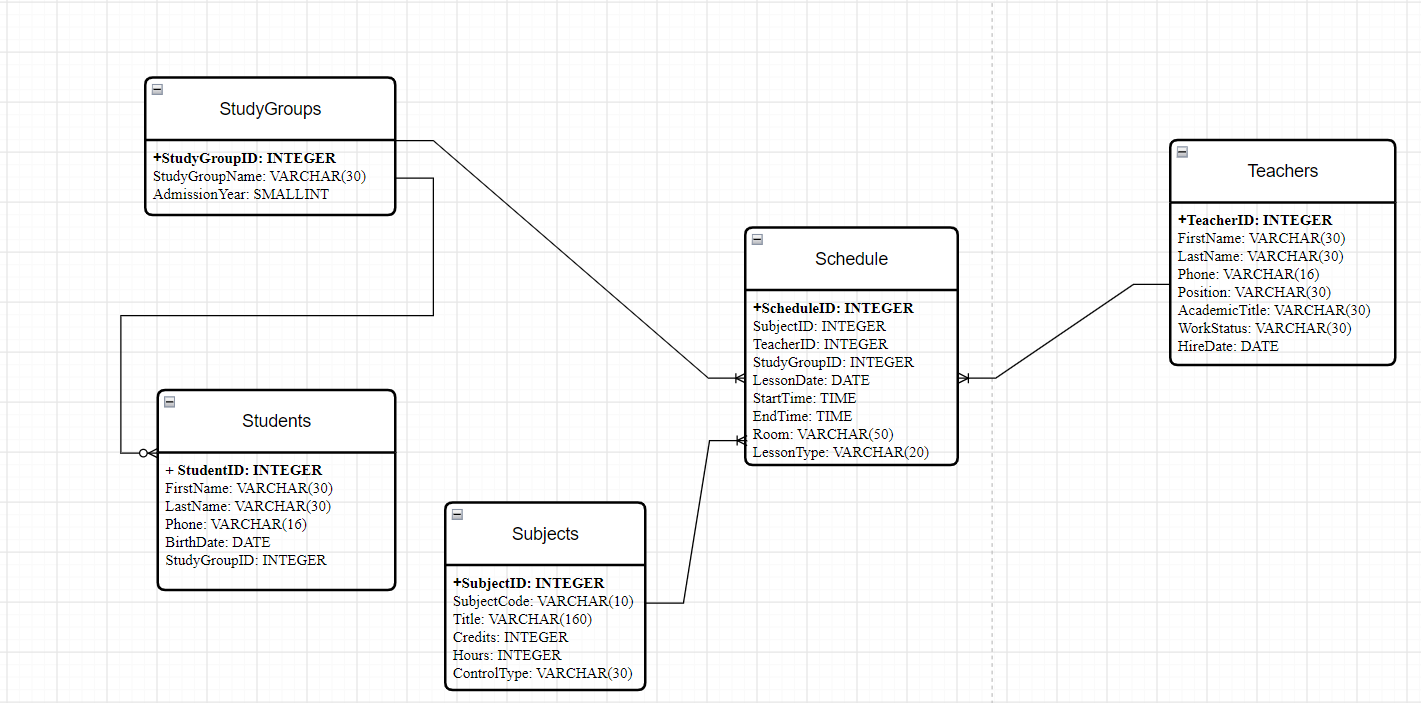 StudyGroups
+StudyGroupID: INTEGER
StudyGroupName: VARCHAR(30)
AdmissionYear: SMALLINT
Students
+ StudentID: INTEGER
FirstName: VARCHAR(30)
LastName: VARCHAR(30)
Phone: VARCHAR(16)
BirthDate: DATE
StudyGroupID: INTEGER
Subjects
+SubjectID: INTEGER
SubjectCode: VARCHAR(10)
Title: VARCHAR(160)
Credits: INTEGER
Hours: INTEGER
ControlType: VARCHAR(30)
Schedule
+ScheduleID: INTEGER
SubjectID: INTEGER
TeacherID: INTEGER
StudyGroupID: INTEGER
LessonDate: DATE
StartTime: TIME
EndTime: TIME
Room: VARCHAR(50)
LessonType: VARCHAR(20)
Teachers
+TeacherID: INTEGER
FirstName: VARCHAR(30)
LastName: VARCHAR(30)
Phone: VARCHAR(16)
Position: VARCHAR(30)
AcademicTitle: VARCHAR(30)
WorkStatus: VARCHAR(30)
HireDate: DATE